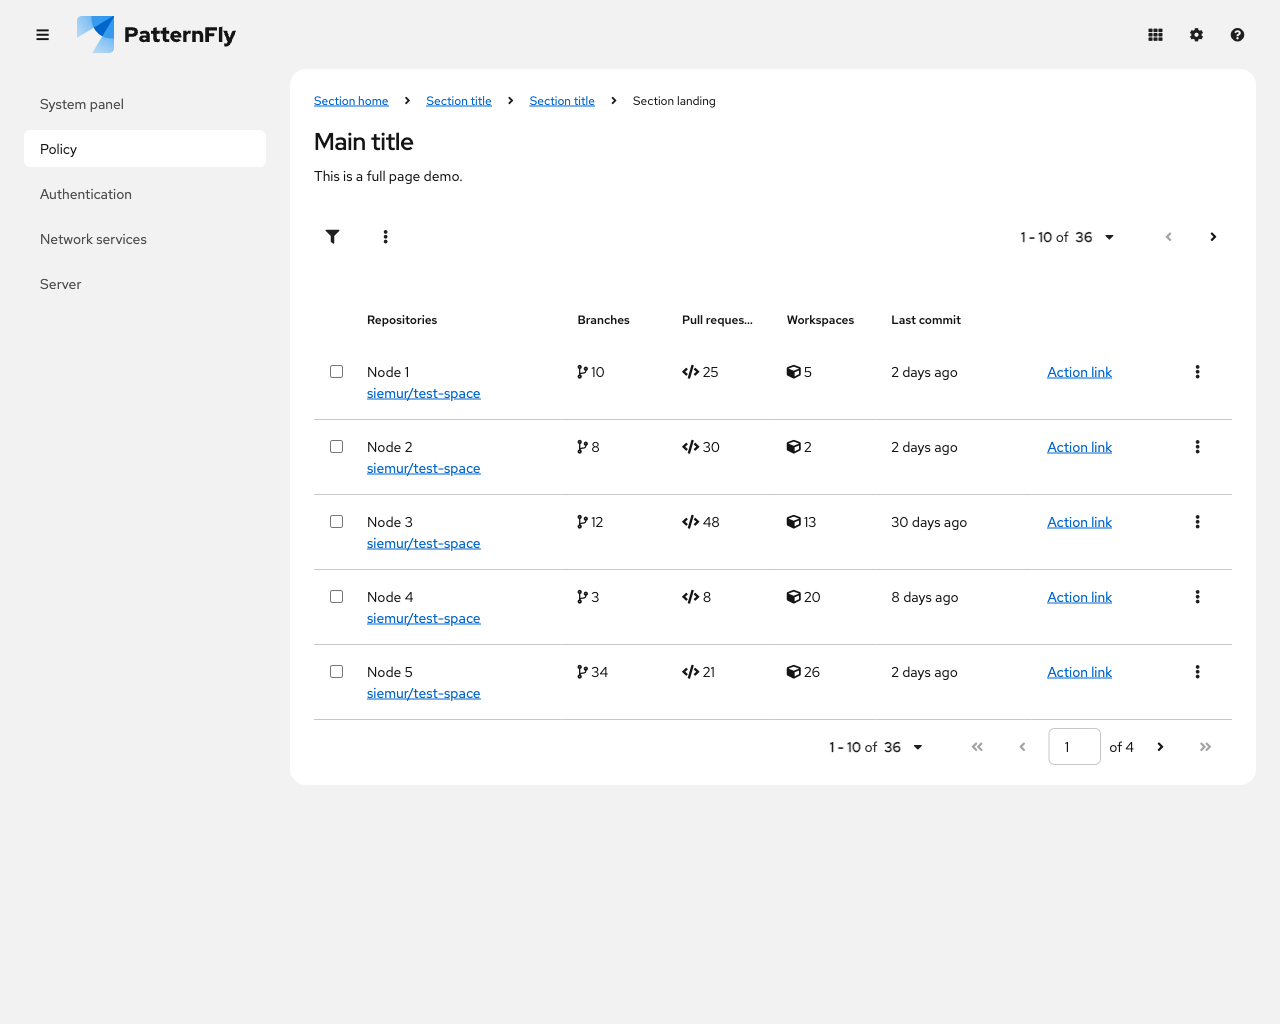 PatternFly
System panel
Policy
Authentication
Network services
Server
Section home Section title Section title Section landing
Main title
This is a full page demo.
1 - 10 of 36
Repositories Branches Pull reques... Workspaces Last commit
Node 1 10 25 5 2 days ago Action link
siemur/test-space
Node 2 8 30 2 2 days ago Action link
siemur/test-space
Node 3 12 48 13 30 days ago Action link
siemur/test-space
Node 4 3 8 20 8 days ago Action link
siemur/test-space
Node 5 34 21 26 2 days ago Action link
siemur/test-space
1 - 10 of 36 1 of 4